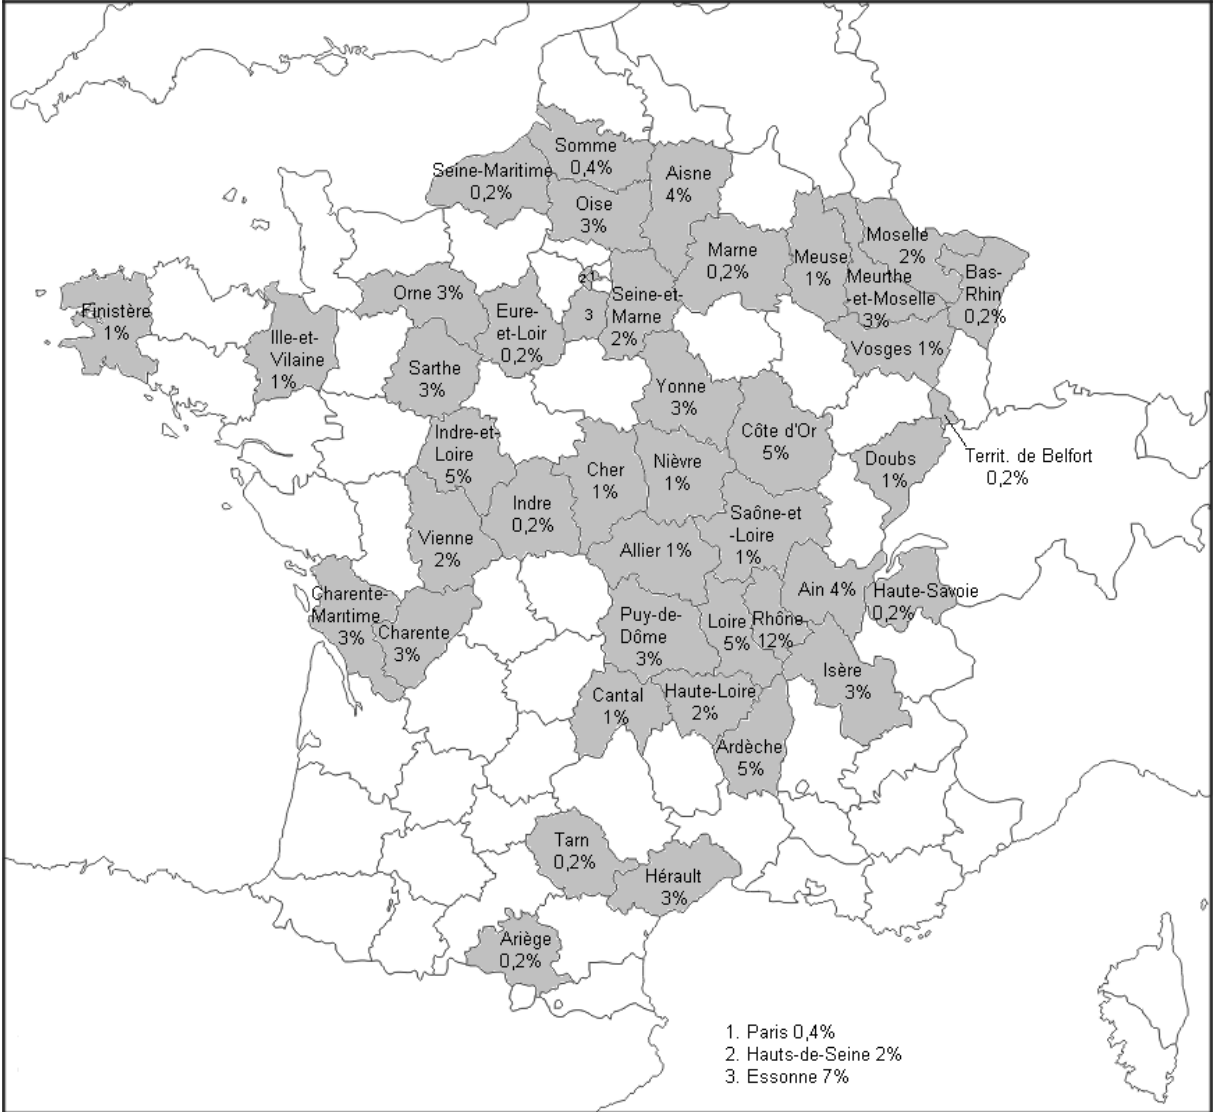 Somme
0,4%
Seine-Maritime
0,2%
Aisne
4%
Oise
3%
Moselle
2%
Marne
0,2%
Meuse
1%
Meurthe
-et-Moselle
3%
Bas-
Rhin
0,2%
1
2
3
Seine-et-
Marne
2%
Orne 3%
Eure-
et-Loir
0,2%
Finistère
1%
Ille-et-
Vilaine
1%
Vosges 1%
Sarthe
3%
Yonne
3%
Côte d'Or
5%
Indre-et-
Loire
5%
Cher
1%
Nièvre
1%
Doubs
1%
Territ. de Belfort
0,2%
Indre
0,2%
Saône-et
-Loire
1%
Vienne
2%
Allier 1%
Ain 4%
Haute-Savoie
0,2%
Charente-
Maritime
3%
Charente
3%
Puy-de-
Dôme
3%
Loire
5%
Rhône
12%
Isère
3%
Cantal
1%
Haute-Loire
2%
Ardèche
5%
Tarn
0,2%
Hérault
3%
Ariège
0,2%
1. Paris 0,4%
2. Hauts-de-Seine 2%
3. Essonne 7%